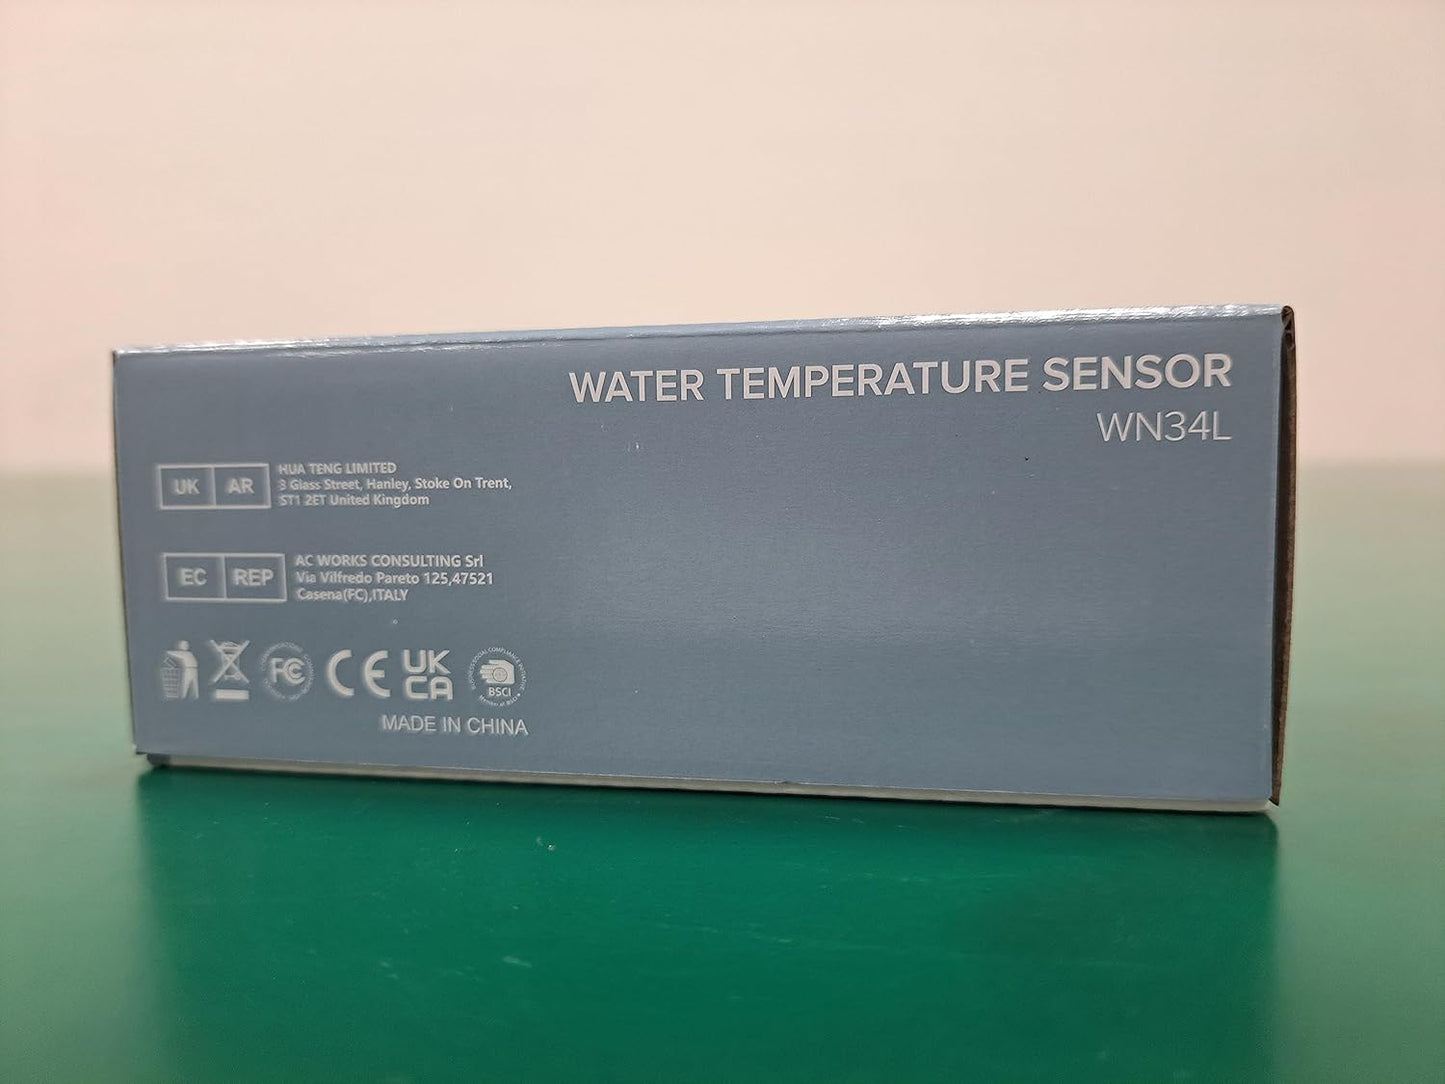 WATER TEMPERATURE SENSOR
WN34L
UK AR
HUA TENG LIMITED
3 Glass Street, Hanley, Stoke On Trent,
ST1 2ET United Kingdom
EC REP
AC WORKS CONSULTING Srl
Via Vilfredo Pareto 125,47521
Casena(FC),ITALY
FC
CE
UK
CA
BSCI
MADE IN CHINA